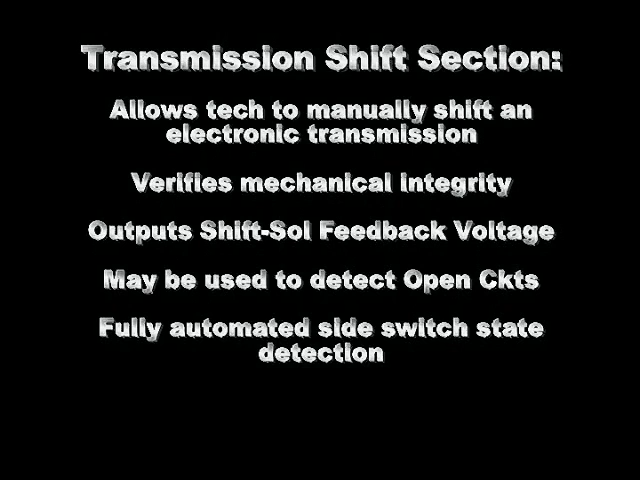 Transmission Shift Section:
Allows tech to manually shift an
electronic transmission
Verifies mechanical integrity
Outputs Shift-Sol Feedback Voltage
May be used to detect Open Ckts
Fully automated side switch state
detection